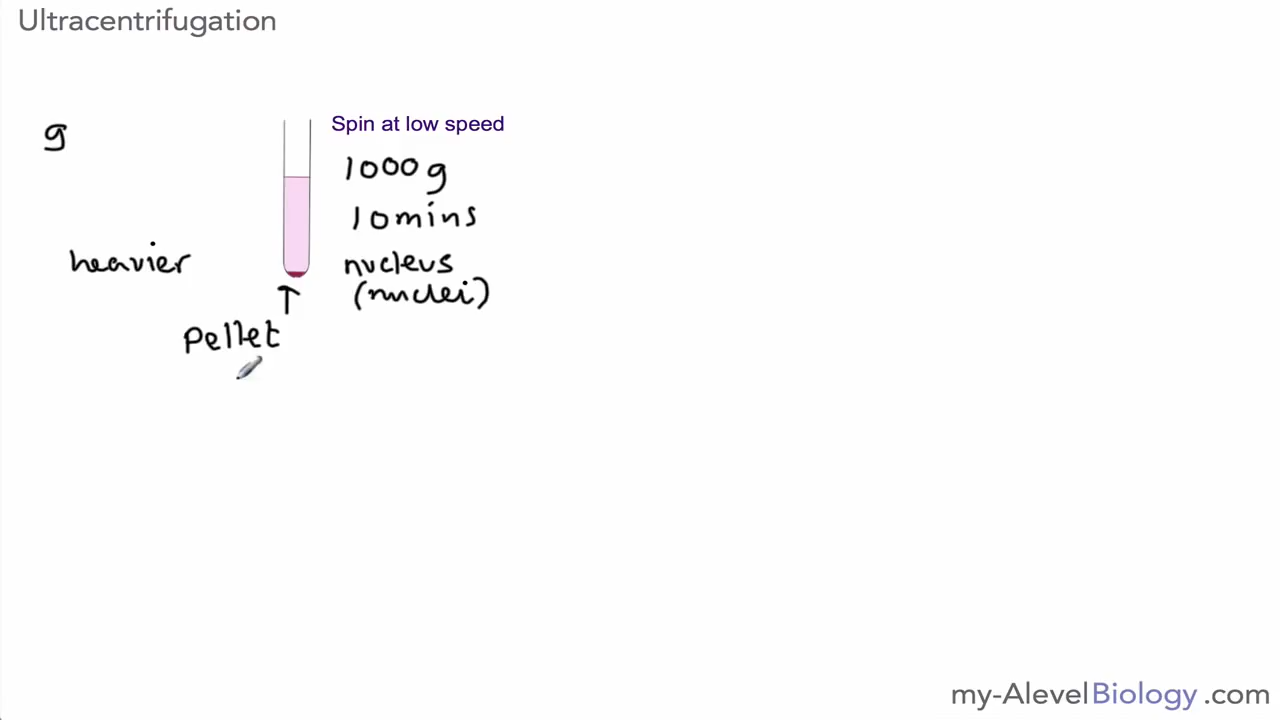 Ultracentrifugation
g
Spin at low speed
1000g
10mins
heavier
nucleus
(nuclei)
Pellet
my-AlevelBiology.com